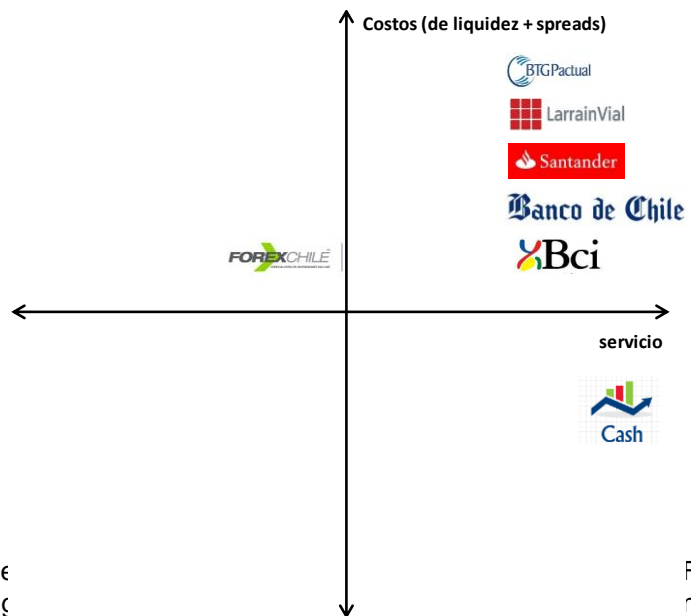 Costos (de liquidez + spreads)
BTGPactual
LarrainVial
Santander
Banco de Chile
FOREXCHILE
Bci
servicio
Cash